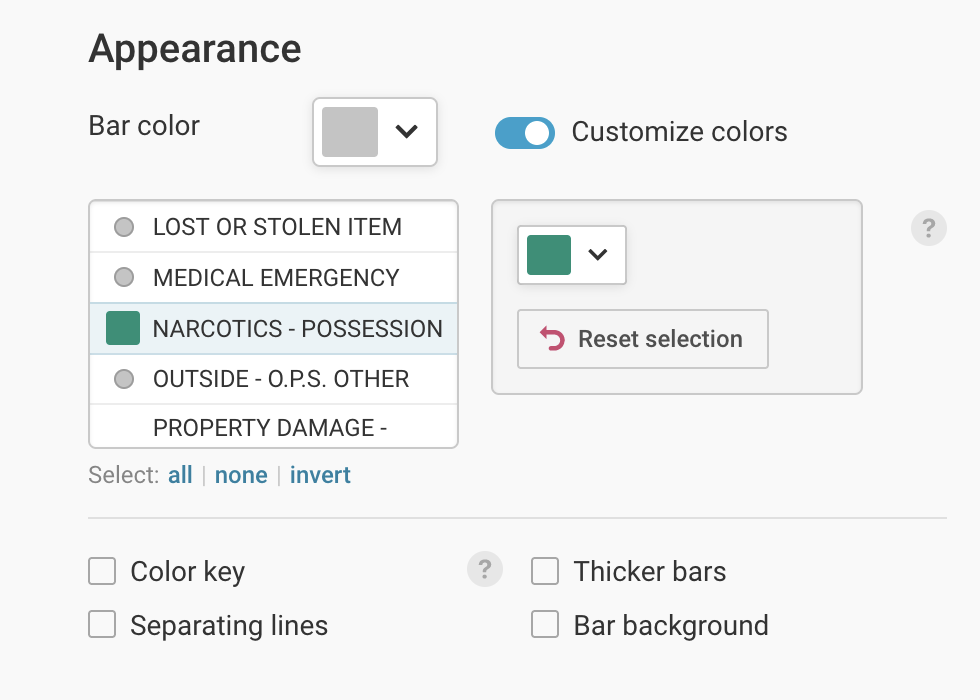 Appearance
Bar color
Customize colors
LOST OR STOLEN ITEM
MEDICAL EMERGENCY
NARCOTICS - POSSESSION
OUTSIDE - O.P.S. OTHER
PROPERTY DAMAGE -
?
Reset selection
Select: all | none | invert
Color key
?
Thicker bars
Separating lines
Bar background